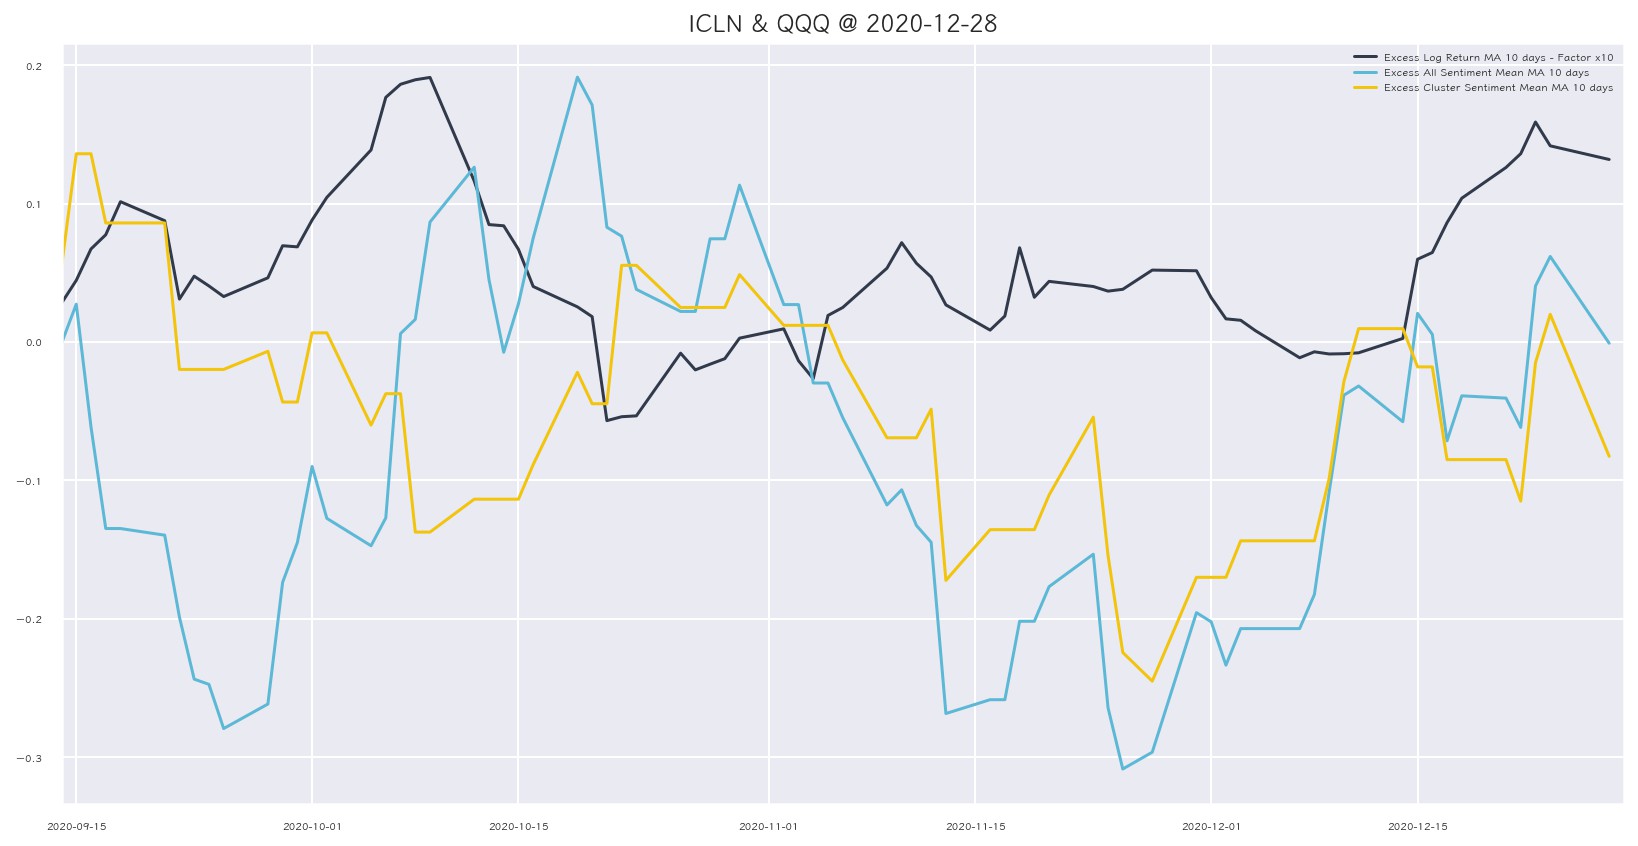 ICLN & QQQ @ 2020-12-28
Excess Log Return MA 10 days - Factor x10
Excess All Sentiment Mean MA 10 days
Excess Cluster Sentiment Mean MA 10 days
0.2
0.1
0.0
−0.1
−0.2
−0.3
2020-09-15 2020-10-01 2020-10-15 2020-11-01 2020-11-15 2020-12-01 2020-12-15